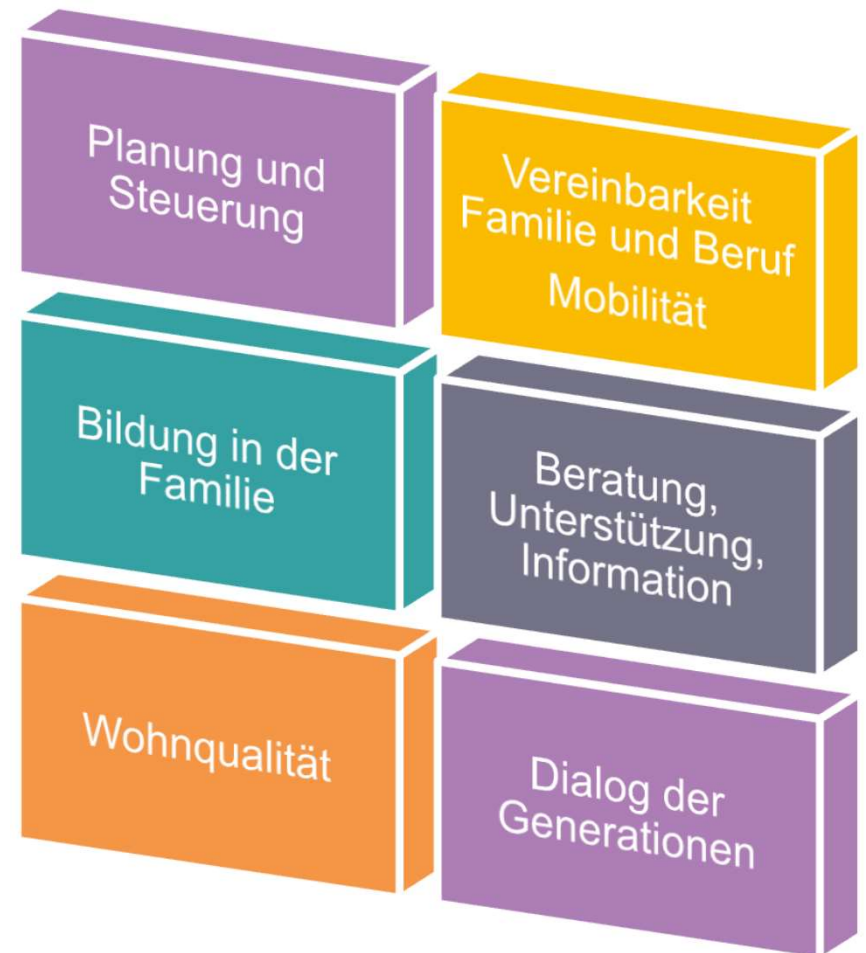 Planung und
Steuerung
Vereinbarkeit
Familie und Beruf
Mobilität
Bildung in der
Familie
Beratung,
Unterstützung,
Information
Wohnqualität
Dialog der
Generationen